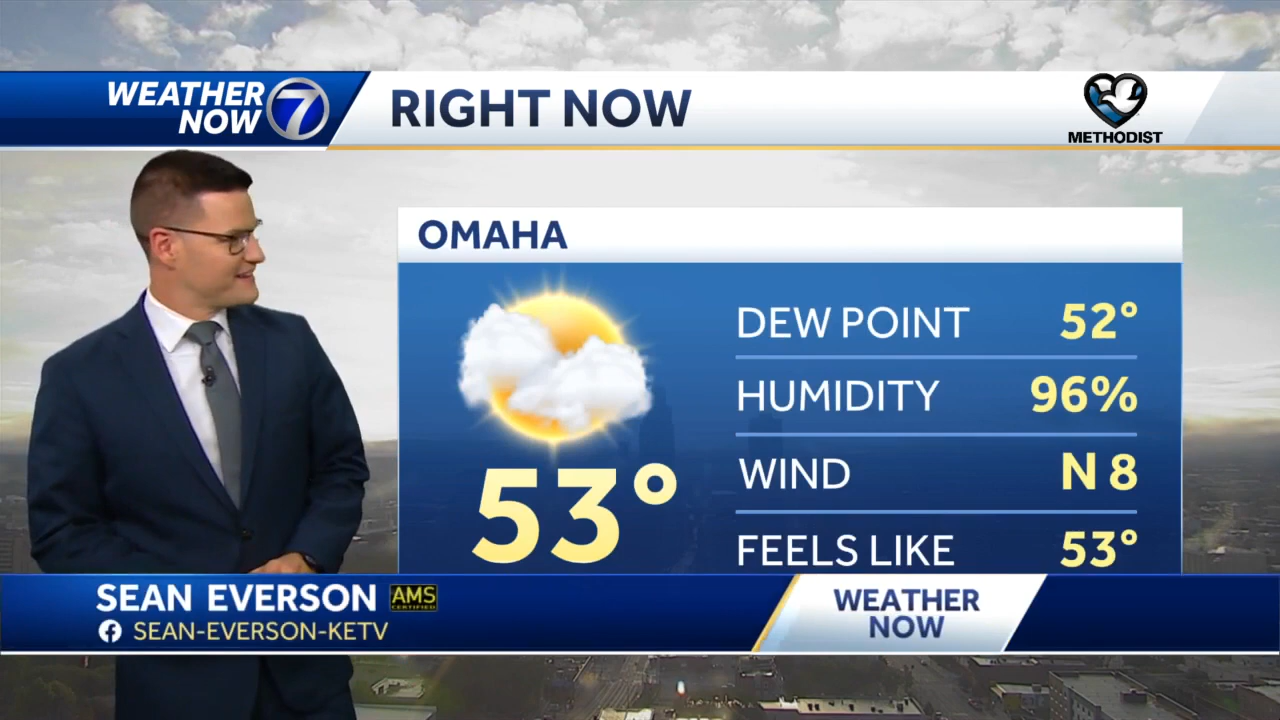 WEATHER
NOW 7
RIGHT NOW
METHODIST
OMAHA
53°
DEW POINT 52°
HUMIDITY 96%
WIND N 8
FEELS LIKE 53°
SEAN EVERSON AMS
CERTIFIED
SEAN-EVERSON-KETV
WEATHER
NOW